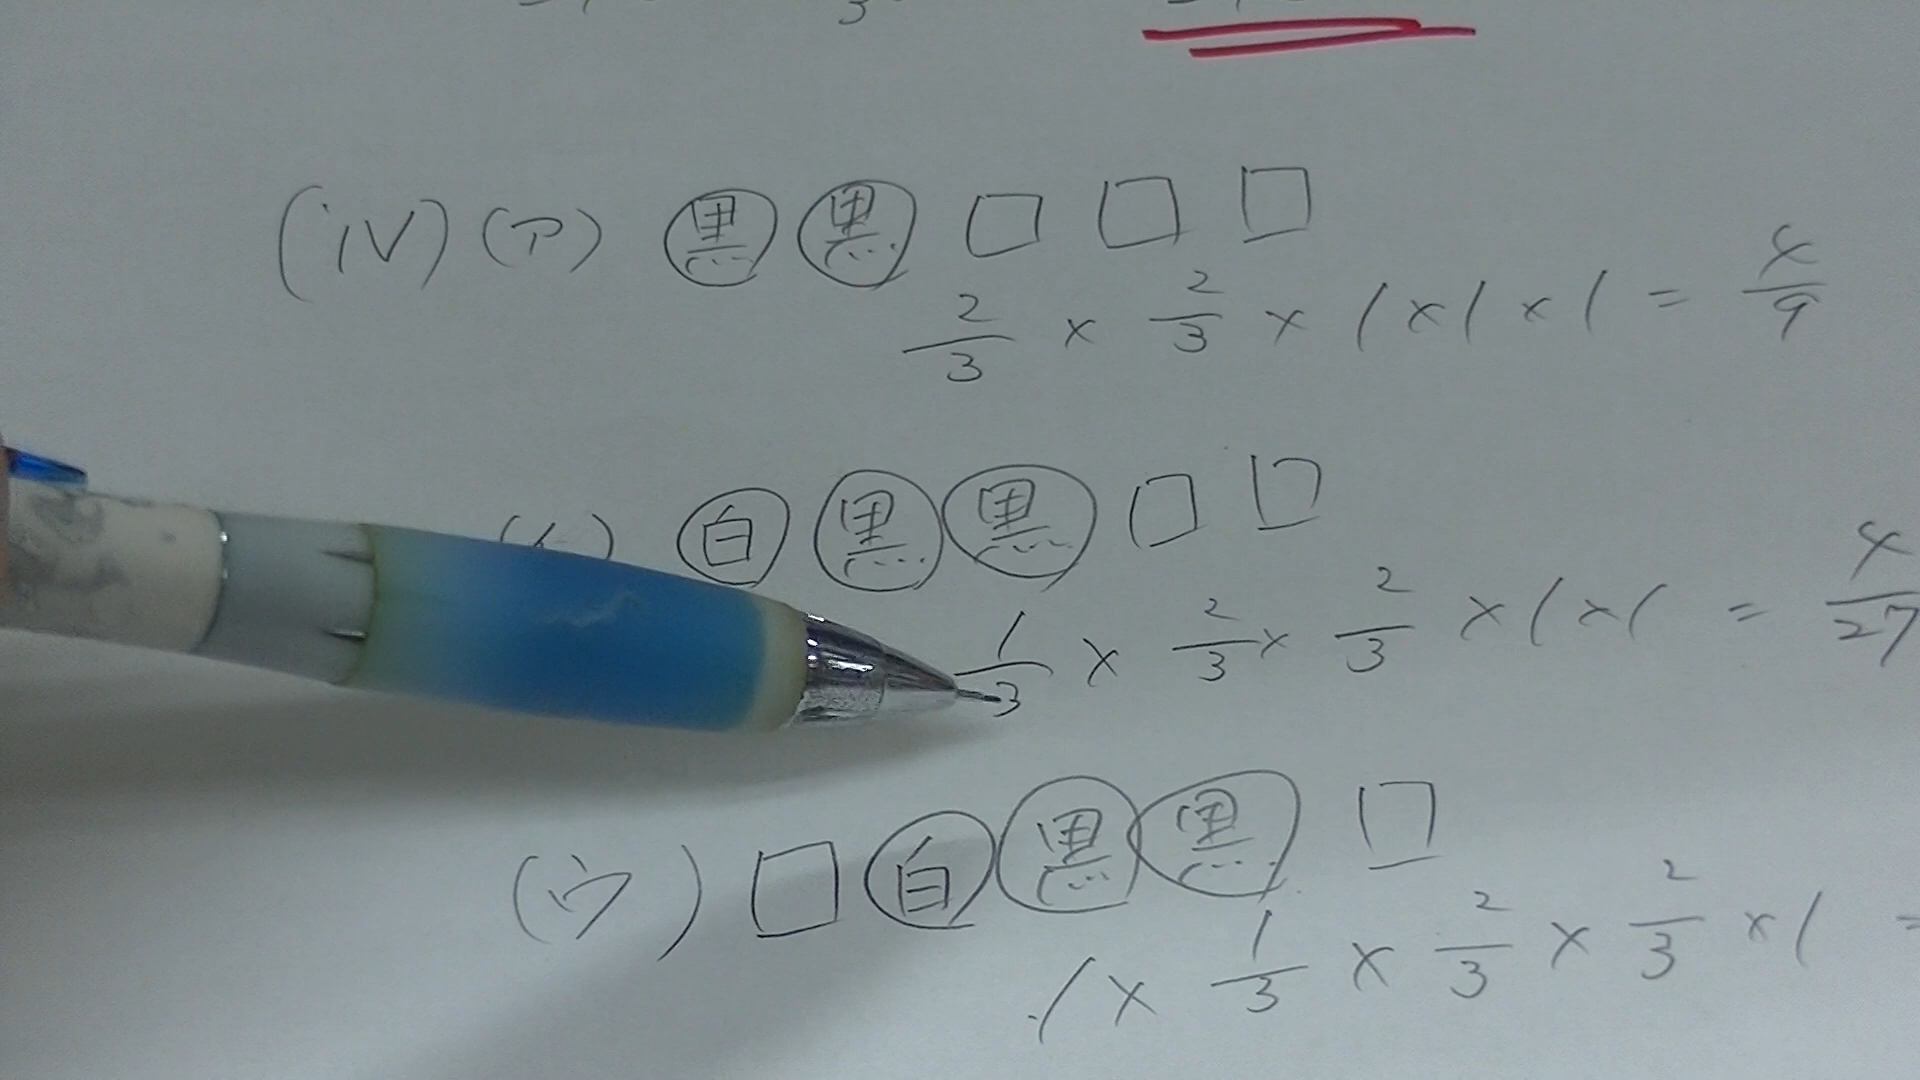 (iV)(ア) 黒 黒 □ □ □
2/3 × 2/3 × 1 × 1 × 1 = 4/9
白 黒 黒 □ □
1/3 × 2/3 × 2/3 × 1 × 1 = 4/27
(ウ) □ 白 黒 黒 □
1 × 1/3 × 2/3 × 2/3 × 1 =